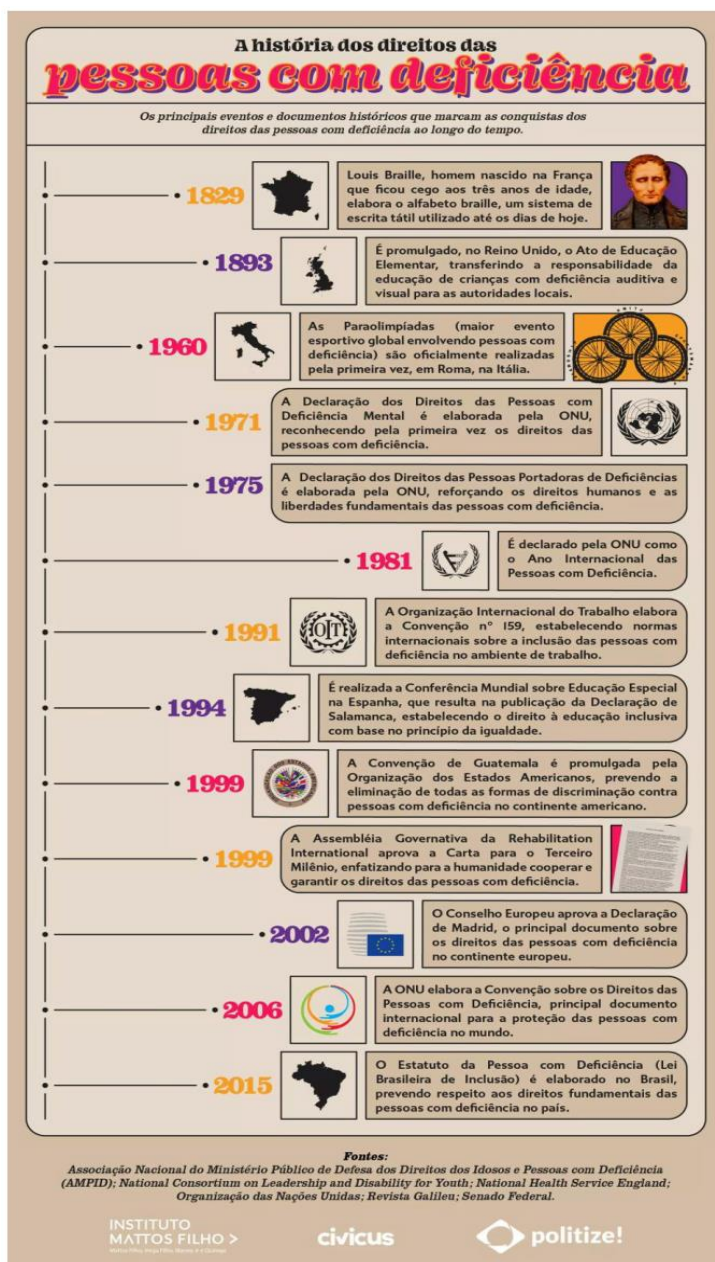 A história dos direitos das
pessoas com deficiência
Os principais eventos e documentos históricos que marcam as conquistas dos
direitos das pessoas com deficiência ao longo do tempo.
1829
Louis Braille, homem nascido na França
que ficou cego aos três anos de idade,
elabora o alfabeto braille, um sistema de
escrita tátil utilizado até os dias de hoje.
1893
É promulgado, no Reino Unido, o Ato de Educação
Elementar, transferindo a responsabilidade da
educação de crianças com deficiência auditiva e
visual para as autoridades locais.
1960
As Paraolimpíadas (maior evento
esportivo global envolvendo pessoas com
deficiência) são oficialmente realizadas
pela primeira vez, em Roma, na Itália.
1971
A Declaração dos Direitos das Pessoas com
Deficiência Mental é elaborada pela ONU,
reconhecendo pela primeira vez os direitos das
pessoas com deficiência.
1975
A Declaração dos Direitos das Pessoas Portadoras de Deficiências
é elaborada pela ONU, reforçando os direitos humanos e as
liberdades fundamentais das pessoas com deficiência.
1981
É declarado pela ONU como
o Ano Internacional das
Pessoas com Deficiência.
1991
OIT
A Organização Internacional do Trabalho elabora
a Convenção nº 159, estabelecendo normas
internacionais sobre a inclusão das pessoas com
deficiência no ambiente de trabalho.
1994
É realizada a Conferência Mundial sobre Educação Especial
na Espanha, que resulta na publicação da Declaração de
Salamanca, estabelecendo o direito à educação inclusiva
com base no princípio da igualdade.
1999
A Convenção de Guatemala é promulgada pela
Organização dos Estados Americanos, prevendo a
eliminação de todas as formas de discriminação contra
pessoas com deficiência no continente americano.
1999
A Assembléia Governativa da Rehabilitation
International aprova a Carta para o Terceiro
Milênio, enfatizando para a humanidade cooperar e
garantir os direitos das pessoas com deficiência.
2002
O Conselho Europeu aprova a Declaração
de Madrid, o principal documento sobre
os direitos das pessoas com deficiência
no continente europeu.
2006
A ONU elabora a Convenção sobre os Direitos das
Pessoas com Deficiência, principal documento
internacional para a proteção das pessoas com
deficiência no mundo.
2015
O Estatuto da Pessoa com Deficiência (Lei
Brasileira de Inclusão) é elaborado no Brasil,
prevendo respeito aos direitos fundamentais das
pessoas com deficiência no país.
Fontes:
Associação Nacional do Ministério Público de Defesa dos Direitos dos Idosos e Pessoas com Deficiência
(AMPID); National Consortium on Leadership and Disability for Youth; National Health Service England;
Organização das Nações Unidas; Revista Galileu; Senado Federal.
INSTITUTO
MATTOS FILHO >
civicus
politize!